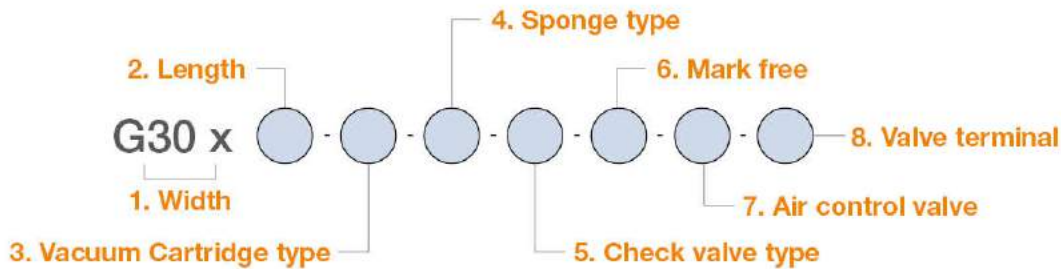 4. Sponge type
2. Length
6. Mark free
G30 x - - - - - -
8. Valve terminal
1. Width
7. Air control valve
3. Vacuum Cartridge type
5. Check valve type